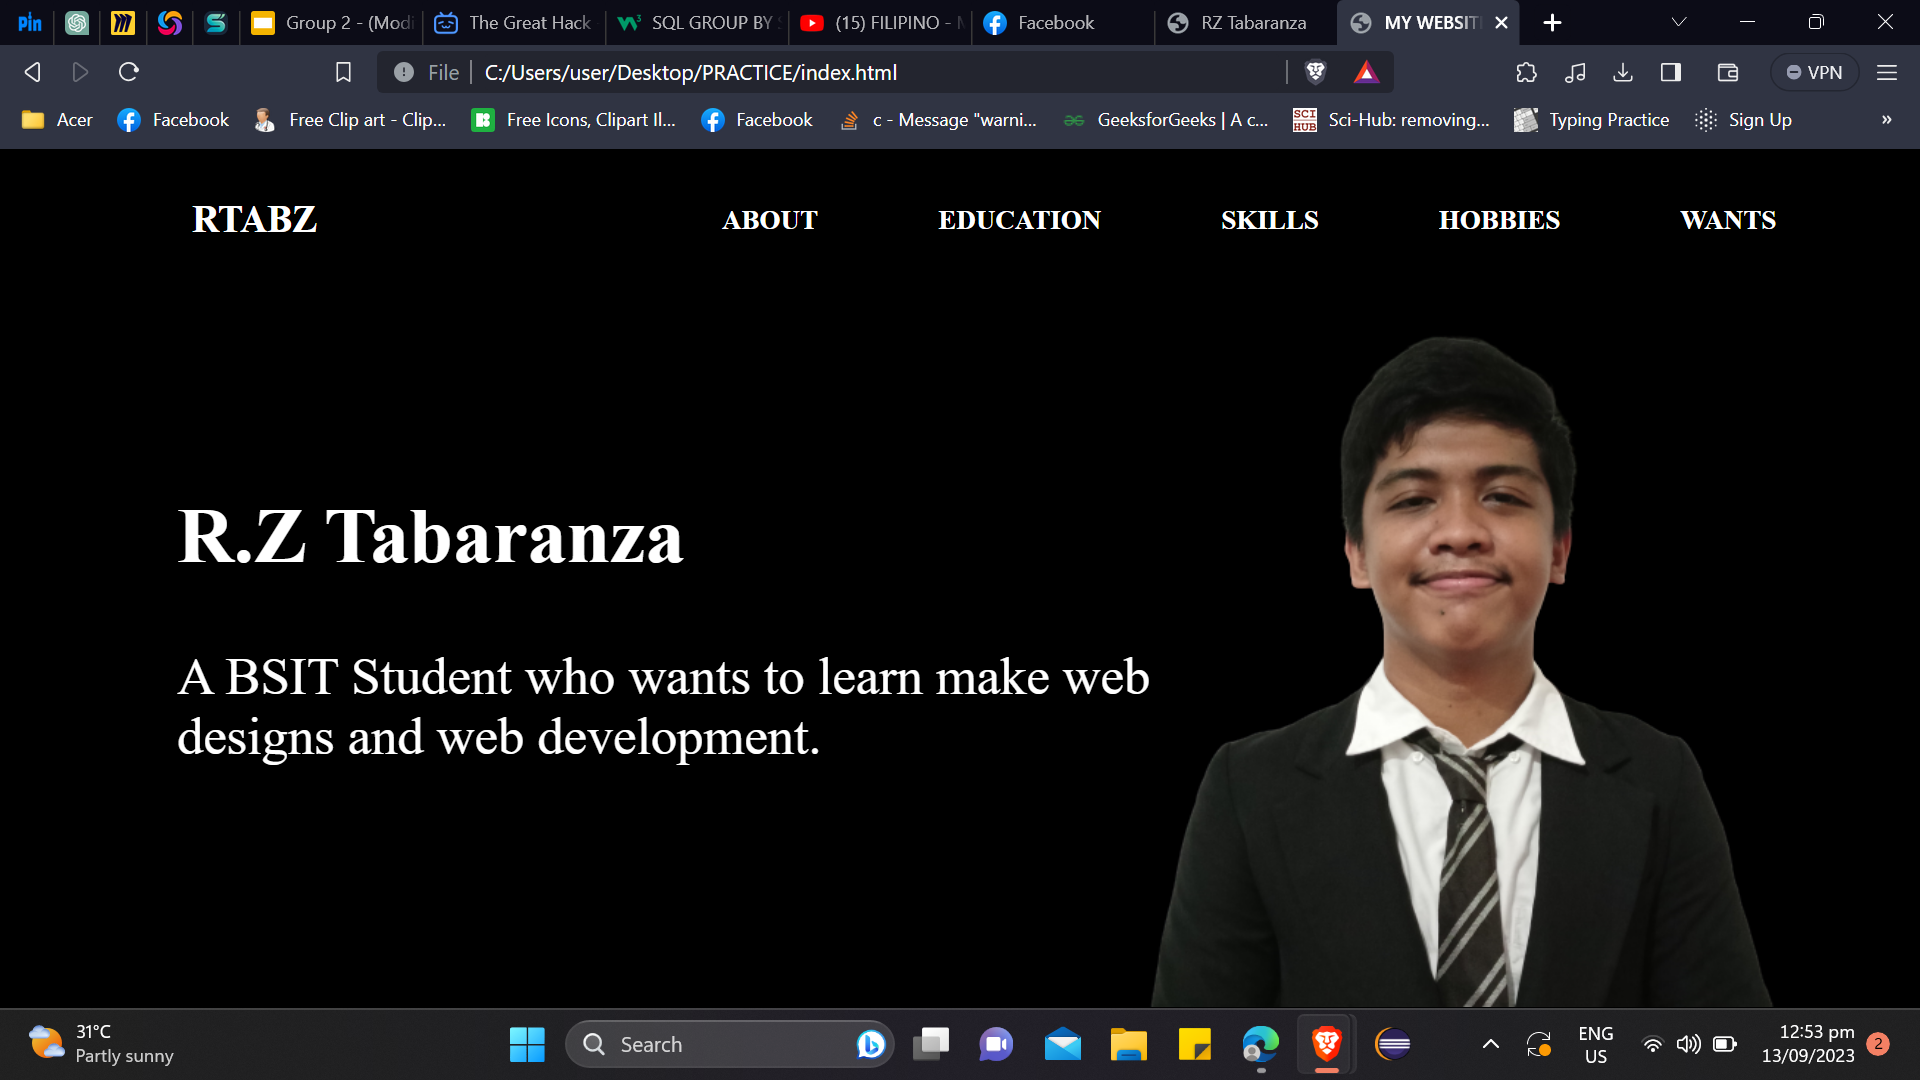 Pin
Group 2 - (Modi
The Great Hack
SQL GROUP BY
(15) FILIPINO -
Facebook
RZ Tabaranza
MY WEBSIT
File
C:/Users/user/Desktop/PRACTICE/index.html
VPN
Acer
Facebook
Free Clip art - Clip...
Free Icons, Clipart Il...
Facebook
c - Message "warni...
GeeksforGeeks | A c...
SCI
HUB
Sci-Hub: removing...
Typing Practice
Sign Up
»
RTABZ
ABOUT
EDUCATION
SKILLS
HOBBIES
WANTS
R.Z Tabaranza
A BSIT Student who wants to learn make web
designs and web development.
31°C
Partly sunny
Search
ENG
US
12:53 pm
13/09/2023
2